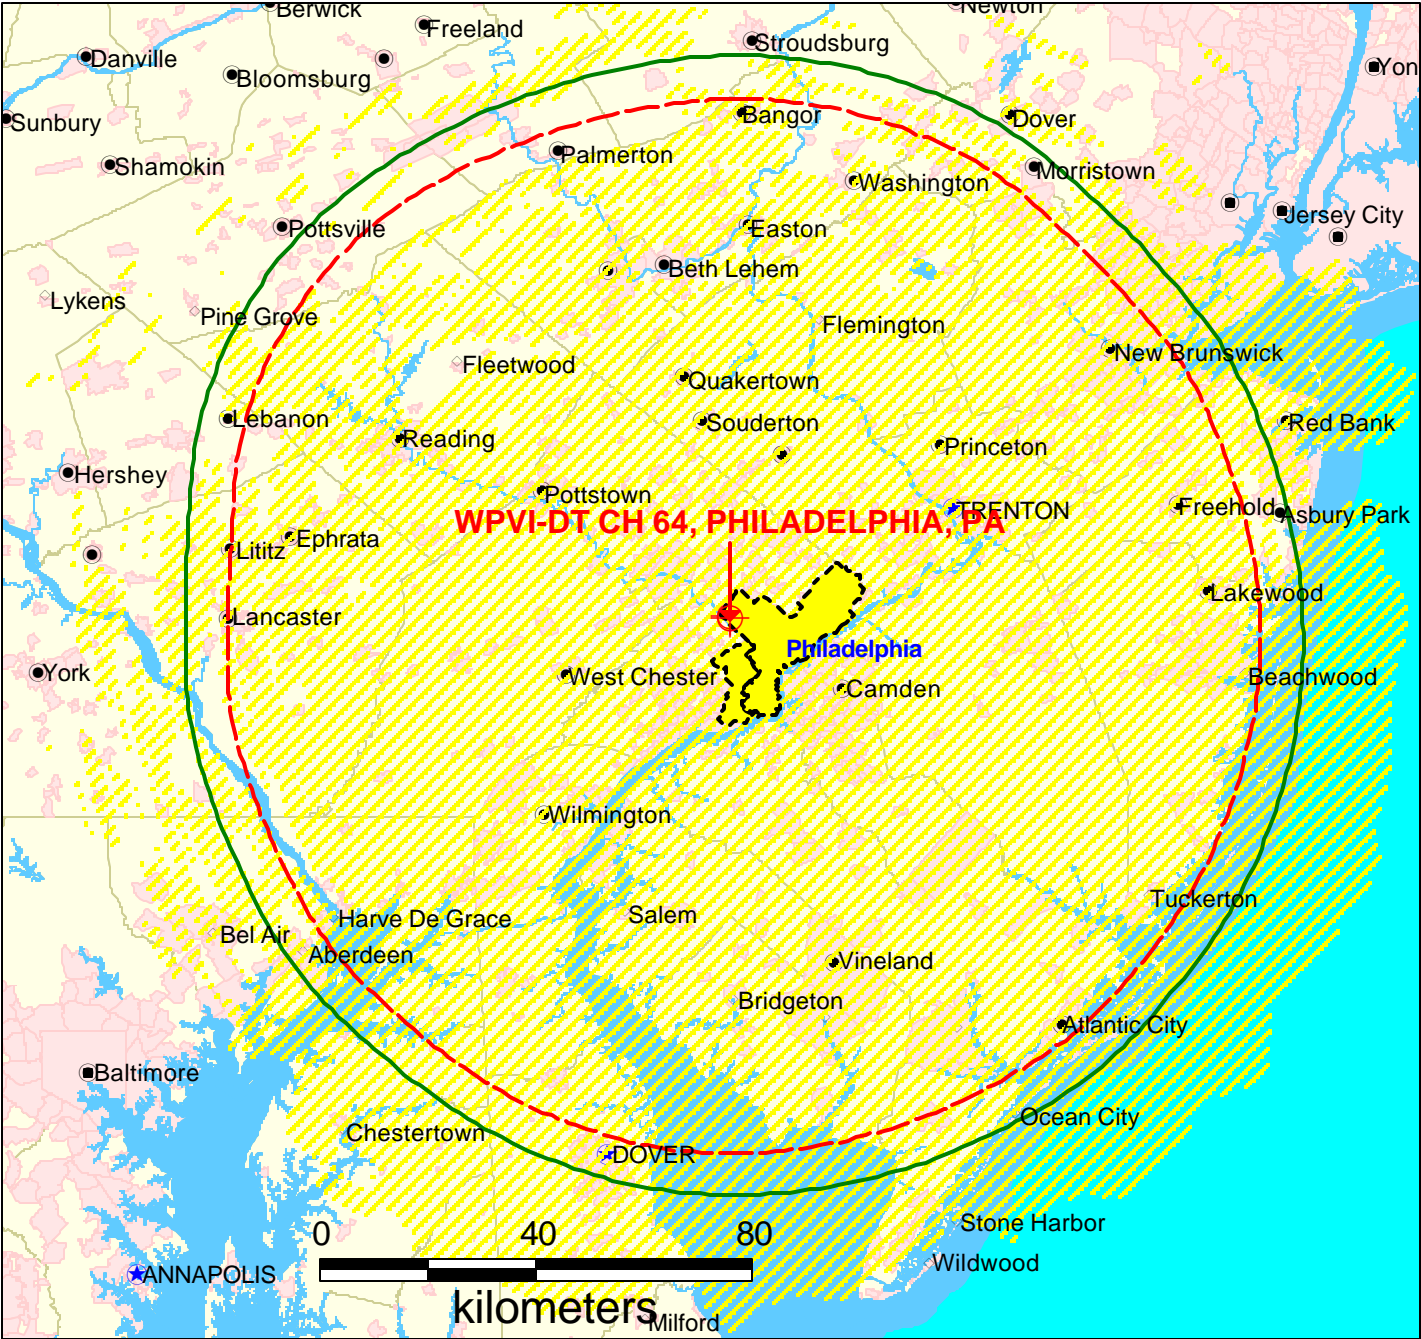 Berwick
Newton
Freeland
Stroudsburg
Danville
Bloomsburg
Yon
Bangor
Dover
Sunbury
Palmerton
Morristown
Shamokin
Washington
Jersey City
Pottsville
Easton
Beth Lehem
Lykens
Pine Grove
Flemington
New Brunswick
Fleetwood
Quakertown
Lebanon
Souderton
Red Bank
Reading
Princeton
Hershey
Pottstown
Freehold
TRENTON
Asbury Park
WPVI-DT CH 64, PHILADELPHIA, PA
Ephrata
Lititz
Lakewood
Lancaster
Philadelphia
York
West Chester
Beachwood
Camden
Wilmington
Tuckerton
Harve De Grace
Salem
Bel Air
Aberdeen
Vineland
Bridgeton
Atlantic City
Baltimore
Ocean City
Chestertown
DOVER
Stone Harbor
0 40 80
Wildwood
ANNAPOLIS
kilometers
Milford